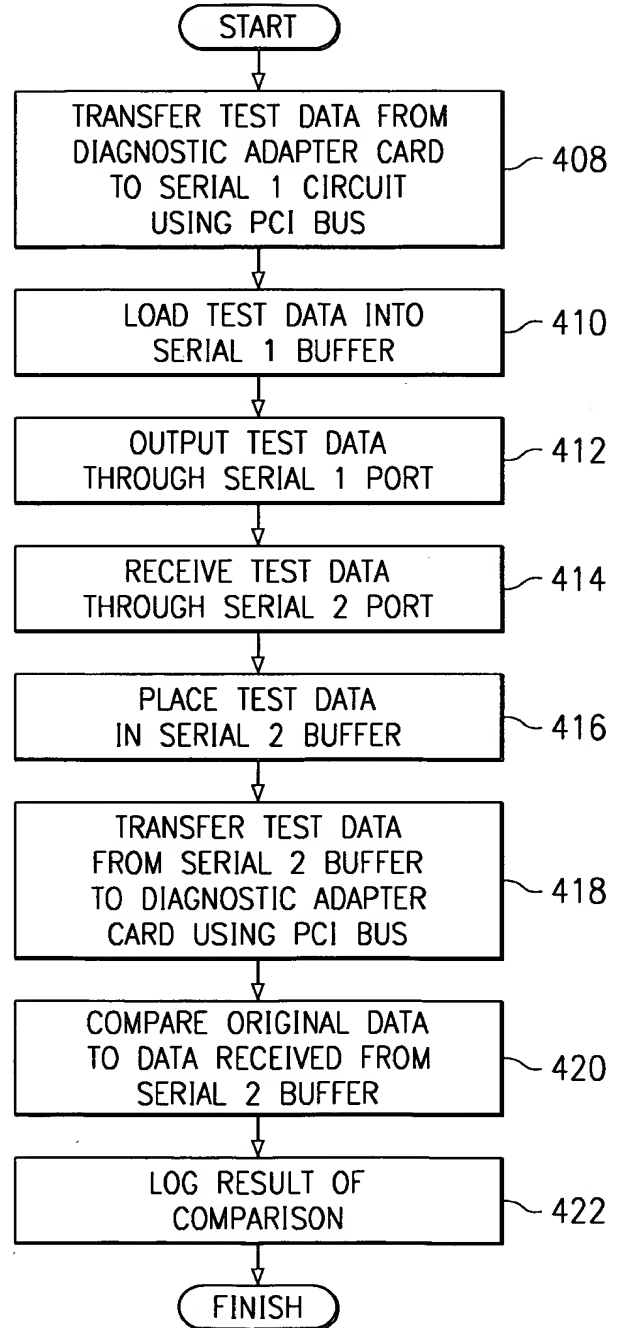 START
TRANSFER TEST DATA FROM
DIAGNOSTIC ADAPTER CARD
TO SERIAL 1 CIRCUIT
USING PCI BUS
408
LOAD TEST DATA INTO
SERIAL 1 BUFFER
410
OUTPUT TEST DATA
THROUGH SERIAL 1 PORT
412
RECEIVE TEST DATA
THROUGH SERIAL 2 PORT
414
PLACE TEST DATA
IN SERIAL 2 BUFFER
416
TRANSFER TEST DATA
FROM SERIAL 2 BUFFER
TO DIAGNOSTIC ADAPTER
CARD USING PCI BUS
418
COMPARE ORIGINAL DATA
TO DATA RECEIVED FROM
SERIAL 2 BUFFER
420
LOG RESULT OF
COMPARISON
422
FINISH